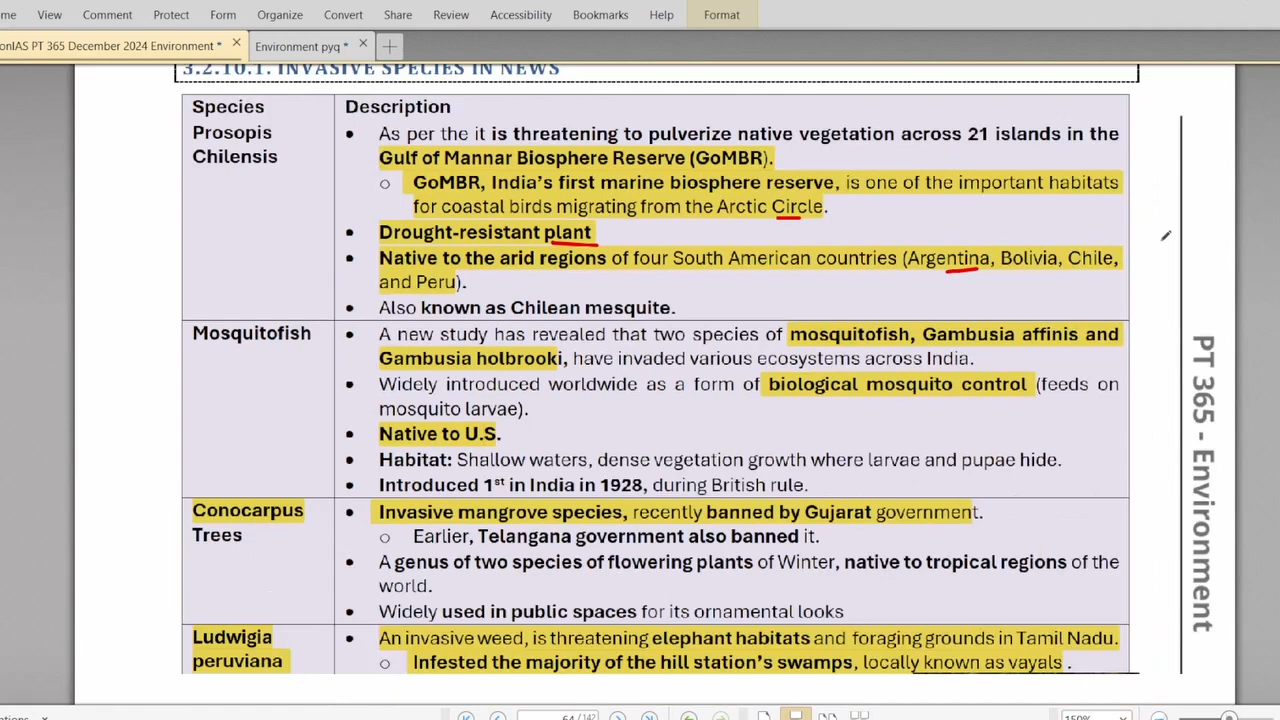 me View Comment Protect Form Organize Convert Share Review Accessibility Bookmarks Help Format
onIAS PT 365 December 2024 Environment * × Environment pyq * ×
3.2.10.1. INVASIVE SPECIES IN NEWS
Species Description
Prosopis
Chilensis
• As per the it is threatening to pulverize native vegetation across 21 islands in the
Gulf of Mannar Biosphere Reserve (GoMBR).
○ GoMBR, India's first marine biosphere reserve, is one of the important habitats
for coastal birds migrating from the Arctic Circle.
• Drought-resistant plant
• Native to the arid regions of four South American countries (Argentina, Bolivia, Chile,
and Peru).
• Also known as Chilean mesquite.
Mosquitofish
• A new study has revealed that two species of mosquitofish, Gambusia affinis and
Gambusia holbrooki, have invaded various ecosystems across India.
• Widely introduced worldwide as a form of biological mosquito control (feeds on
mosquito larvae).
• Native to U.S.
• Habitat: Shallow waters, dense vegetation growth where larvae and pupae hide.
• Introduced 1st in India in 1928, during British rule.
Conocarpus
Trees
• Invasive mangrove species, recently banned by Gujarat government.
○ Earlier, Telangana government also banned it.
• A genus of two species of flowering plants of Winter, native to tropical regions of the
world.
• Widely used in public spaces for its ornamental looks
Ludwigia
peruviana
• An invasive weed, is threatening elephant habitats and foraging grounds in Tamil Nadu.
○ Infested the majority of the hill station's swamps, locally known as vayals .
PT 365 - Environment
64 / 142
150%